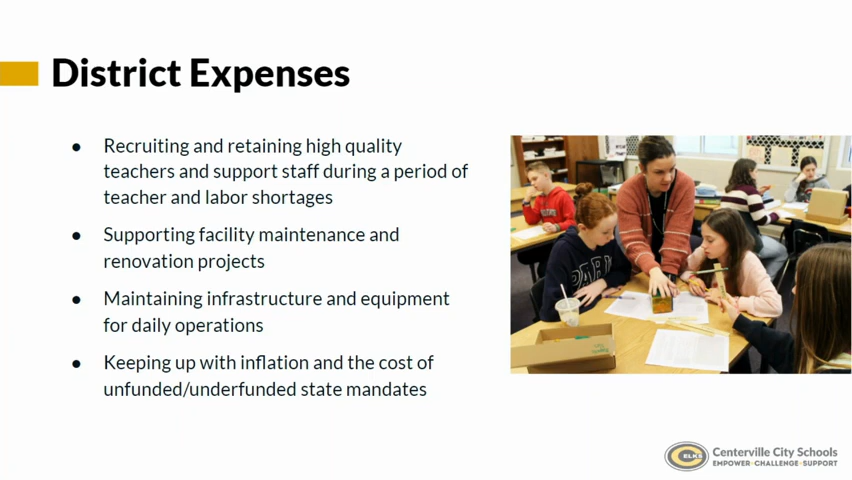 District Expenses
● Recruiting and retaining high quality
teachers and support staff during a period of
teacher and labor shortages
● Supporting facility maintenance and
renovation projects
● Maintaining infrastructure and equipment
for daily operations
● Keeping up with inflation and the cost of
unfunded/underfunded state mandates
PARIS
C ELKS
Centerville City Schools
EMPOWER•CHALLENGE•SUPPORT